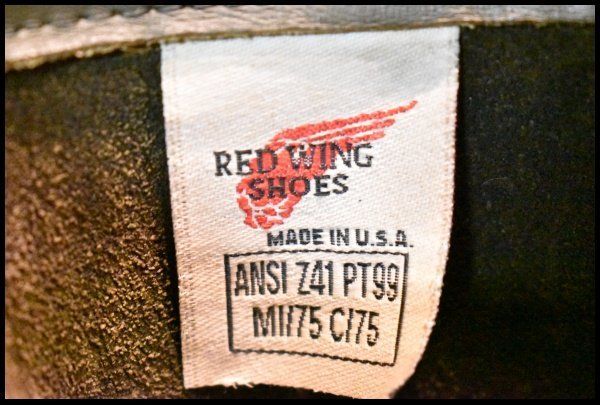 RED WING
SHOES
MADE IN U.S.A.
ANSI Z41 PT99
MI/75 C/75